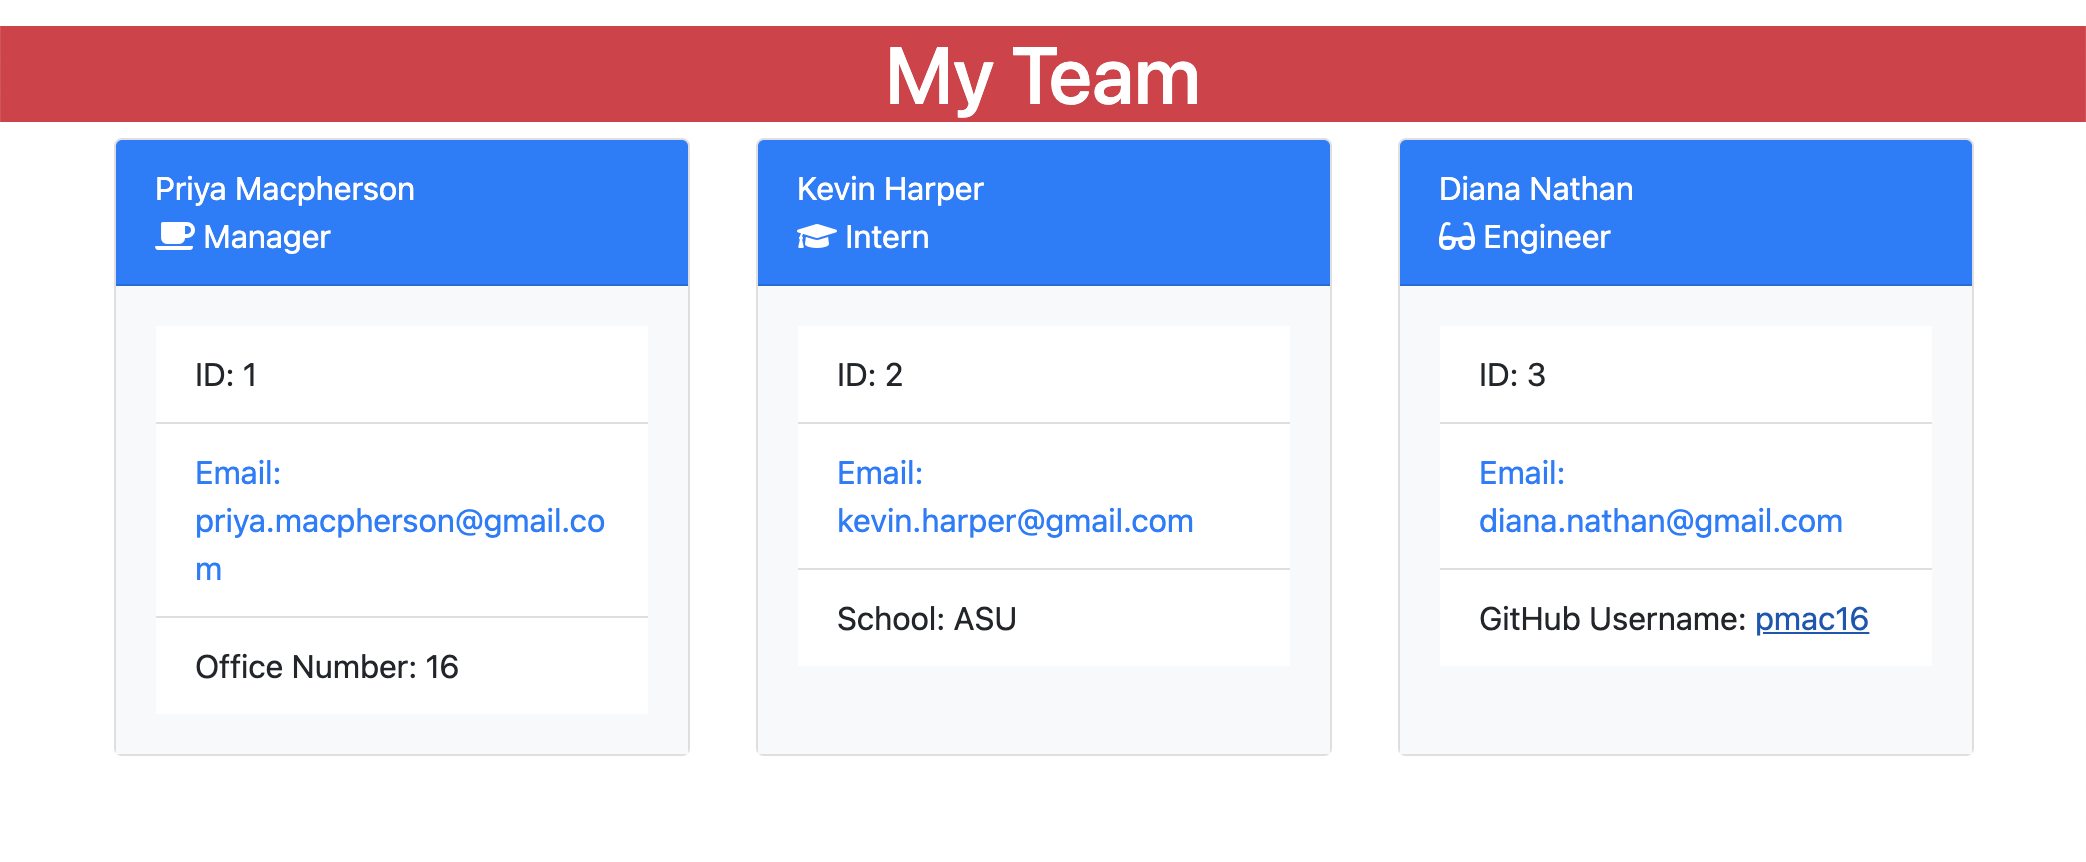 My Team
Priya Macpherson
Manager
ID: 1
Email:
priya.macpherson@gmail.co
m
Office Number: 16
Kevin Harper
Intern
ID: 2
Email:
kevin.harper@gmail.com
School: ASU
Diana Nathan
Engineer
ID: 3
Email:
diana.nathan@gmail.com
GitHub Username: pmac16